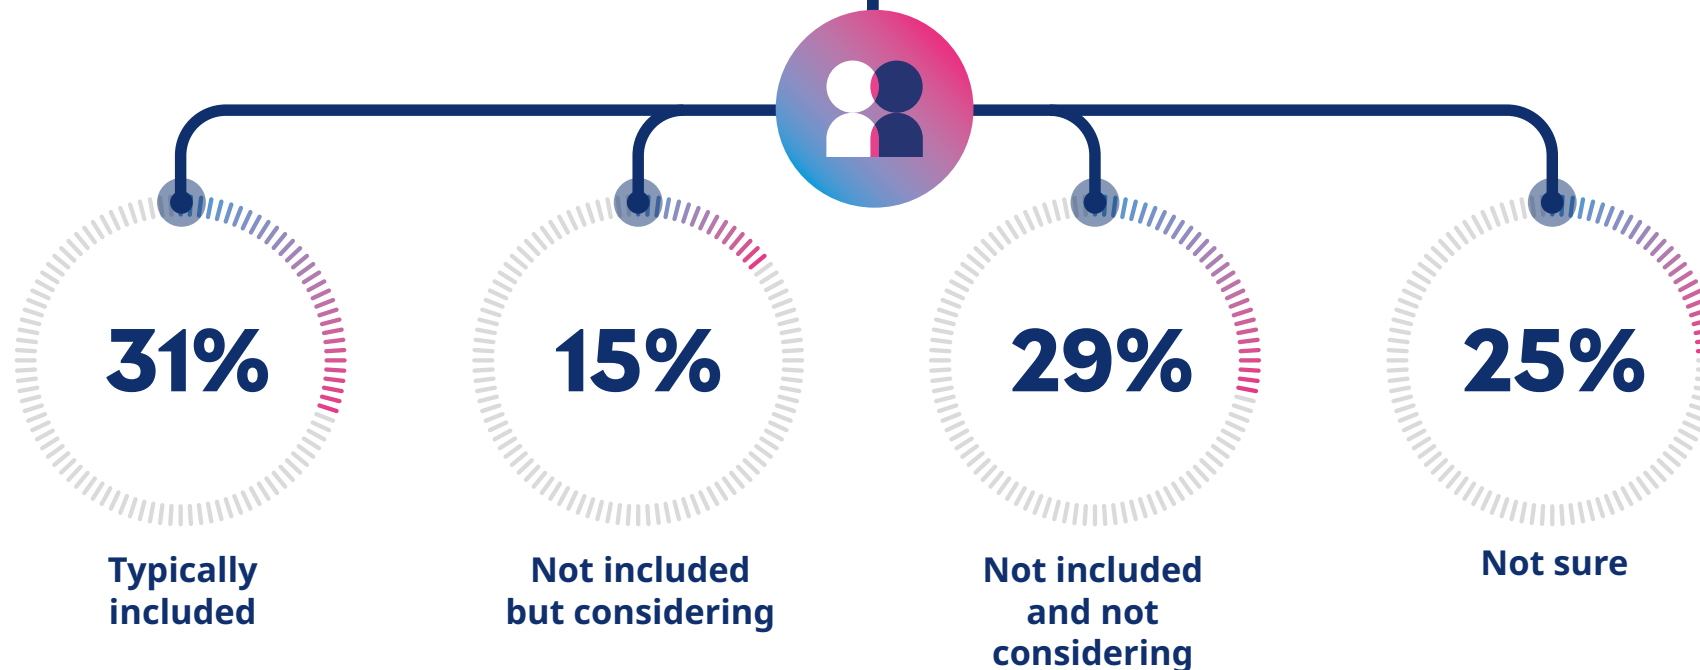 31%
15%
29%
25%
Typically
included
Not included
but considering
Not included
and not
considering
Not sure